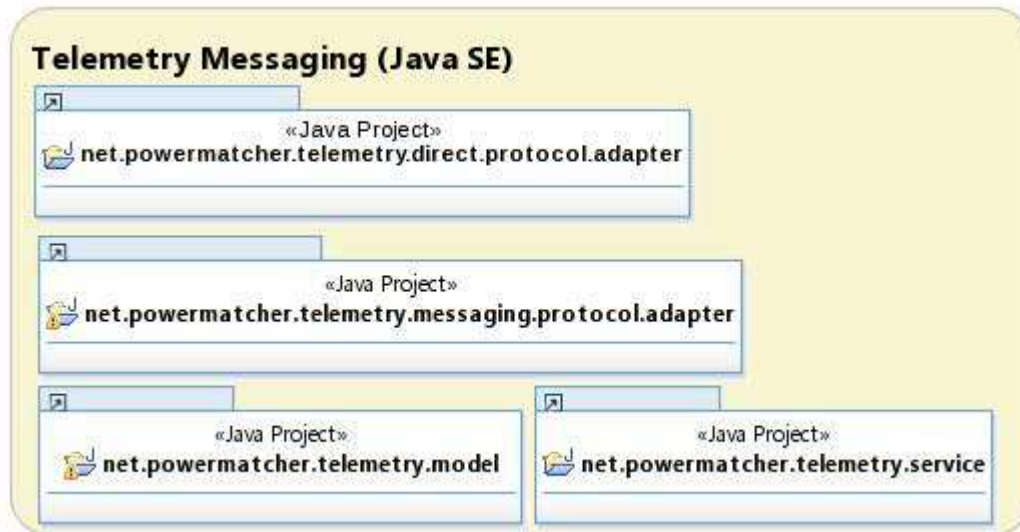 Telemetry Messaging (Java SE)
«Java Project»
net.powermatcher.telemetry.direct.protocol.adapter
«Java Project»
net.powermatcher.telemetry.messaging.protocol.adapter
«Java Project»
net.powermatcher.telemetry.model
«Java Project»
net.powermatcher.telemetry.service